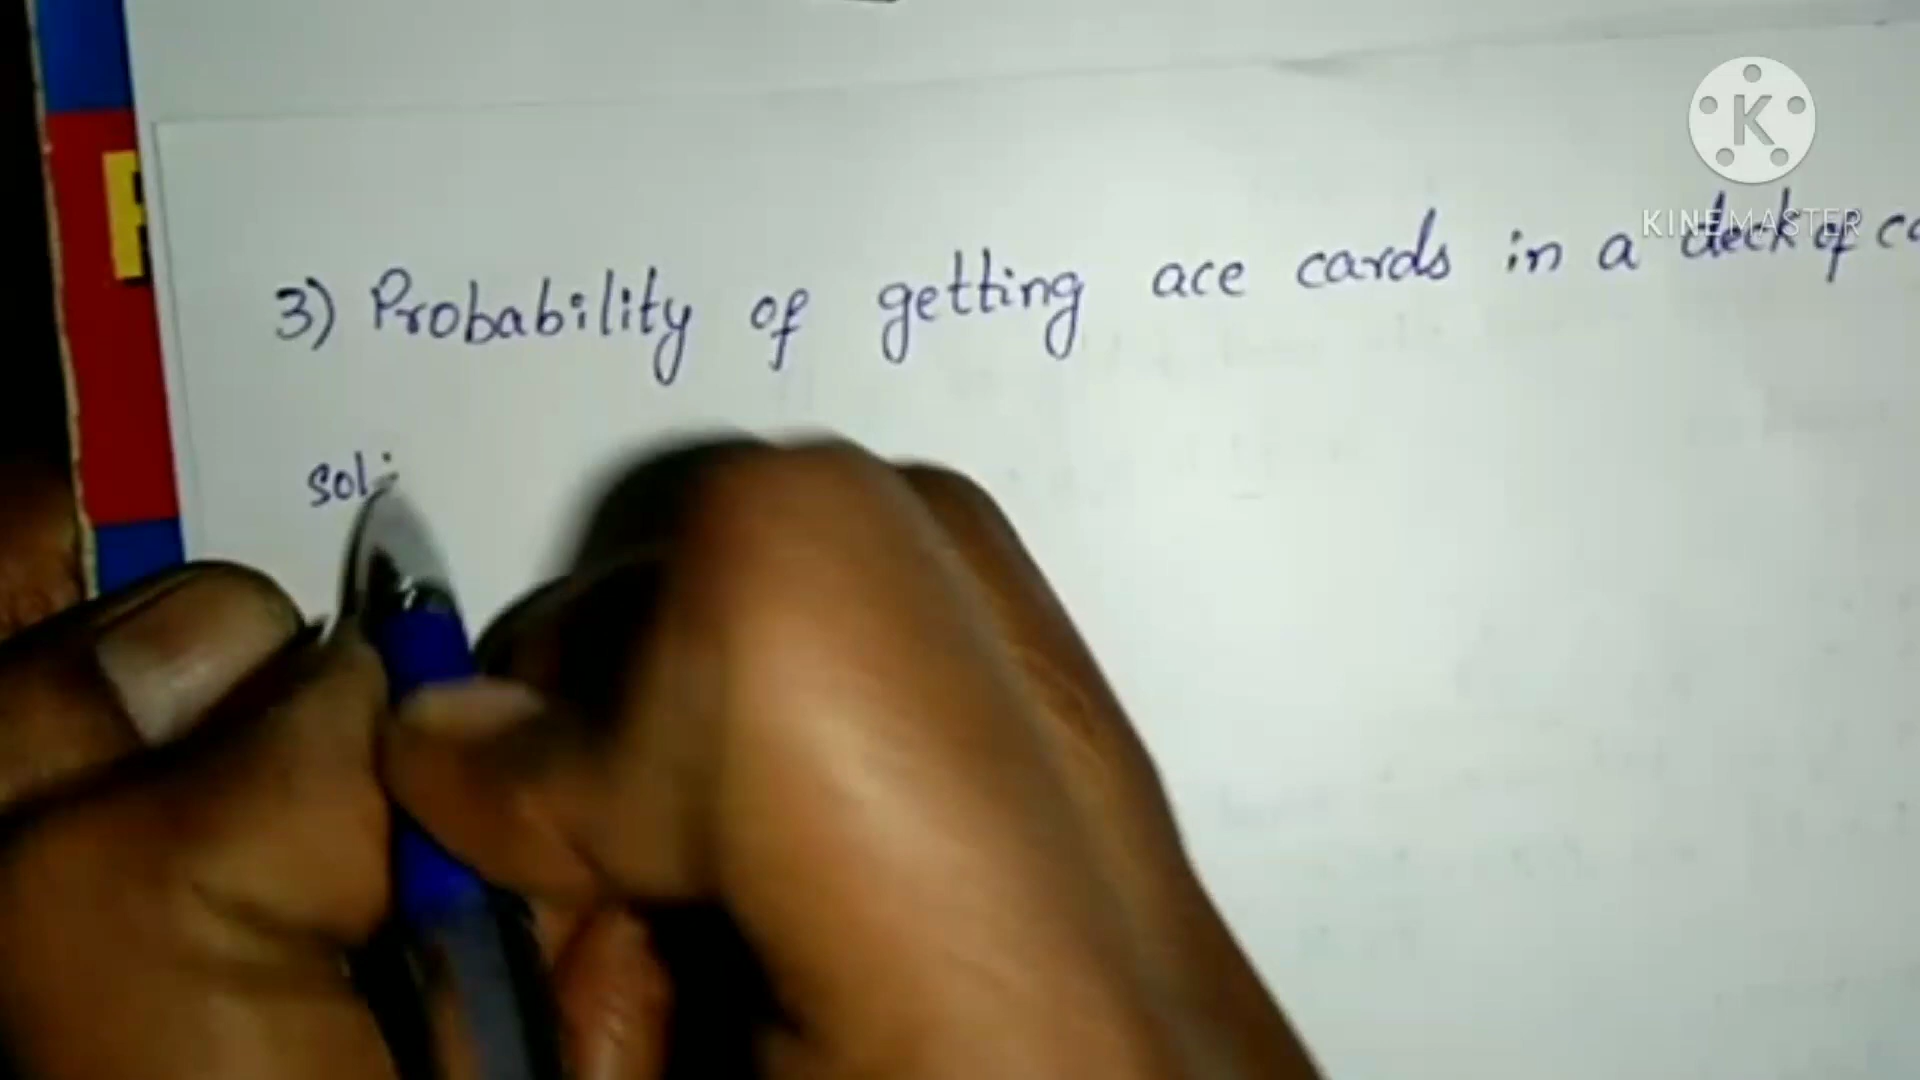 K
KINEMASTER
3) Probability of getting ace cards in a deck of
sol: